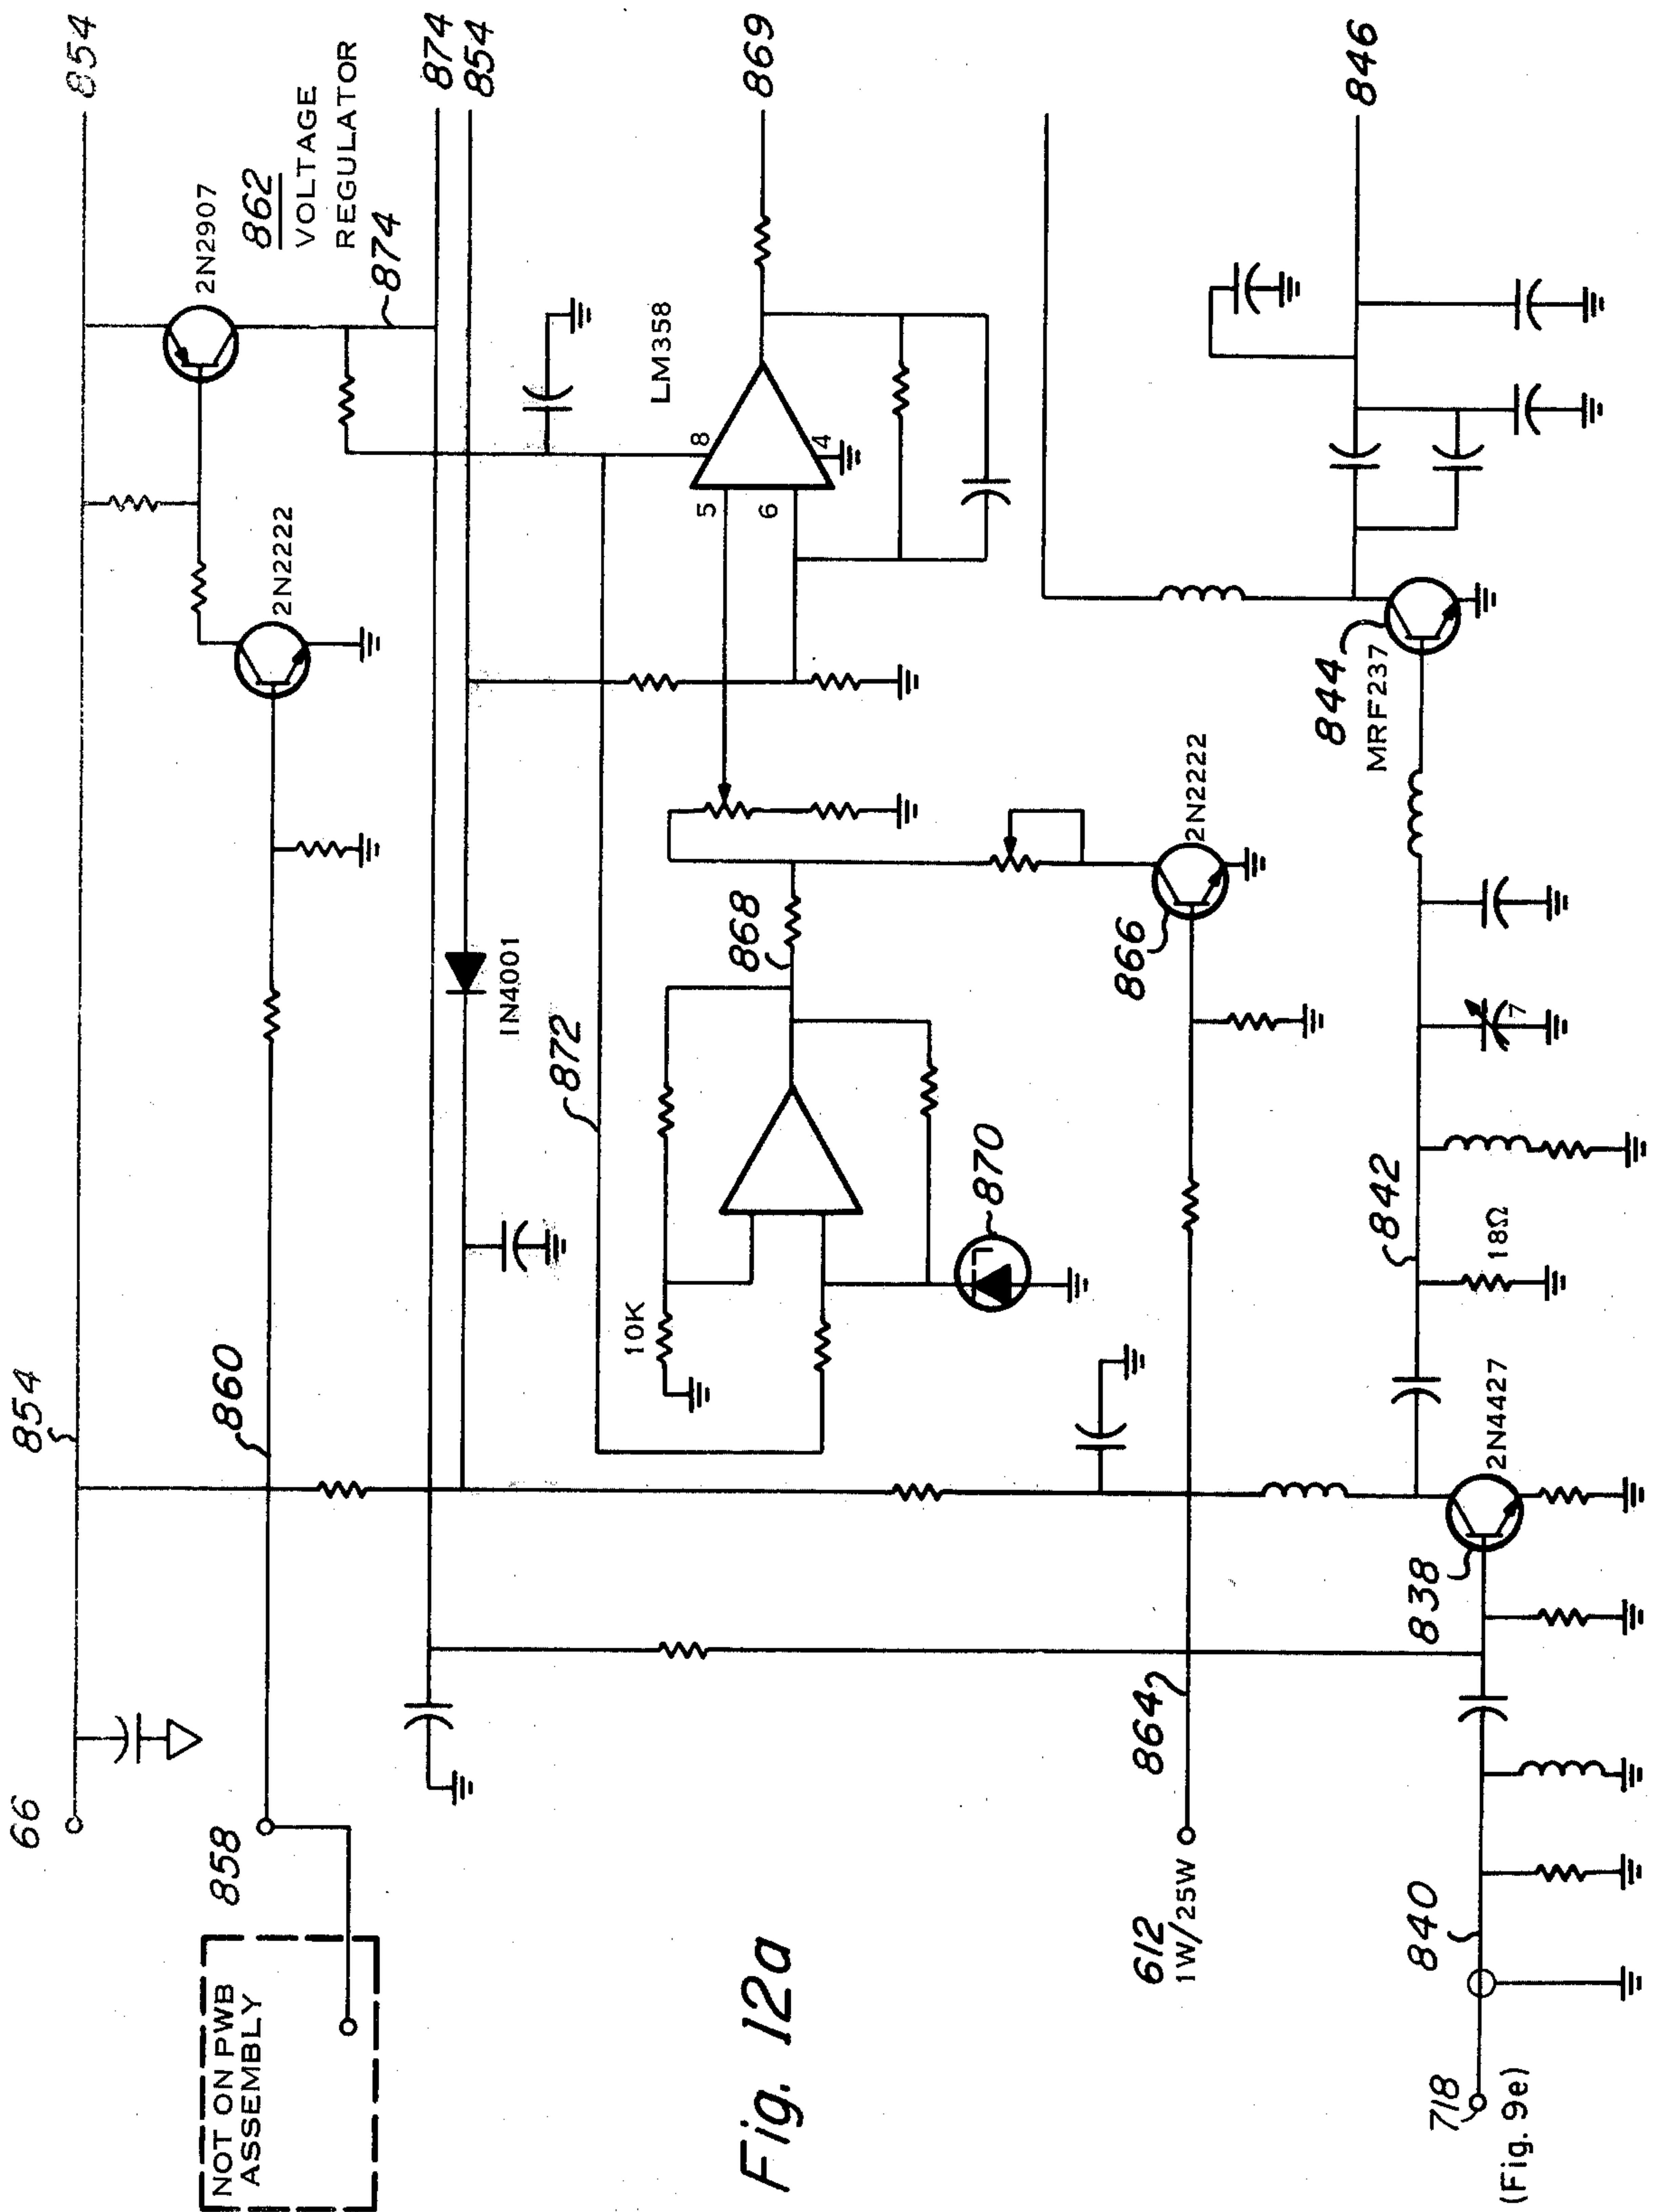 66
854
854
2N2907
862
VOLTAGE
REGULATOR
NOT ON PWB
ASSEMBLY
858
860
2N2222
874
874
854
1N4001
872
LM358
8
5
6
4
869
10K
868
870
Fig. 12a
612
1W/25W
864
866
2N2222
844
MRF237
846
842
18Ω
7
2N4427
838
840
718
(Fig. 9e)